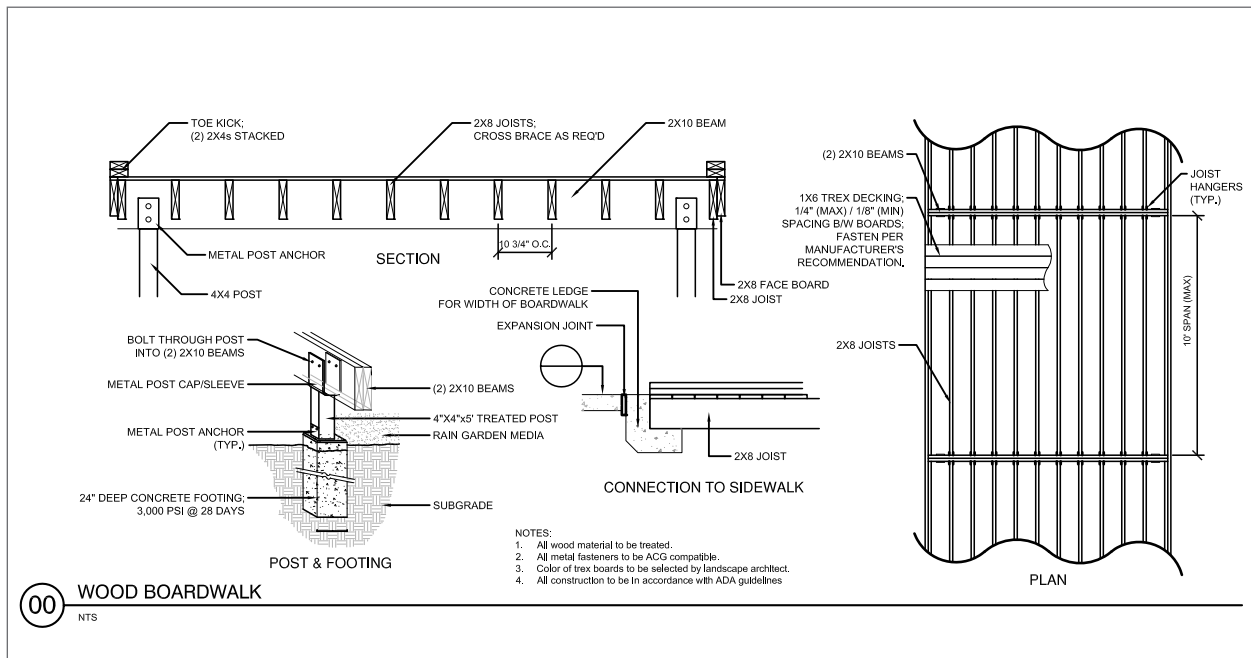 TOE KICK;
(2) 2X4s STACKED
2X8 JOISTS;
CROSS BRACE AS REQ'D
2X10 BEAM
METAL POST ANCHOR
4X4 POST
SECTION
10 3/4" O.C.
2X8 FACE BOARD
2X8 JOIST
BOLT THROUGH POST
INTO (2) 2X10 BEAMS
METAL POST CAP/SLEEVE
METAL POST ANCHOR
(TYP.)
24" DEEP CONCRETE FOOTING;
3,000 PSI @ 28 DAYS
(2) 2X10 BEAMS
4"X4"x5' TREATED POST
RAIN GARDEN MEDIA
SUBGRADE
POST & FOOTING
CONCRETE LEDGE
FOR WIDTH OF BOARDWALK
EXPANSION JOINT
2X8 JOIST
CONNECTION TO SIDEWALK
NOTES:
1. All wood material to be treated.
2. All metal fasteners to be ACG compatible.
3. Color of trex boards to be selected by landscape architect.
4. All construction to be in accordance with ADA guidelines
(2) 2X10 BEAMS
1X6 TREX DECKING;
1/4" (MAX) / 1/8" (MIN)
SPACING B/W BOARDS;
FASTEN PER
MANUFACTURER'S
RECOMMENDATION.
JOIST
HANGERS
(TYP.)
2X8 JOISTS
10' SPAN (MAX)
PLAN
00
WOOD BOARDWALK
NTS